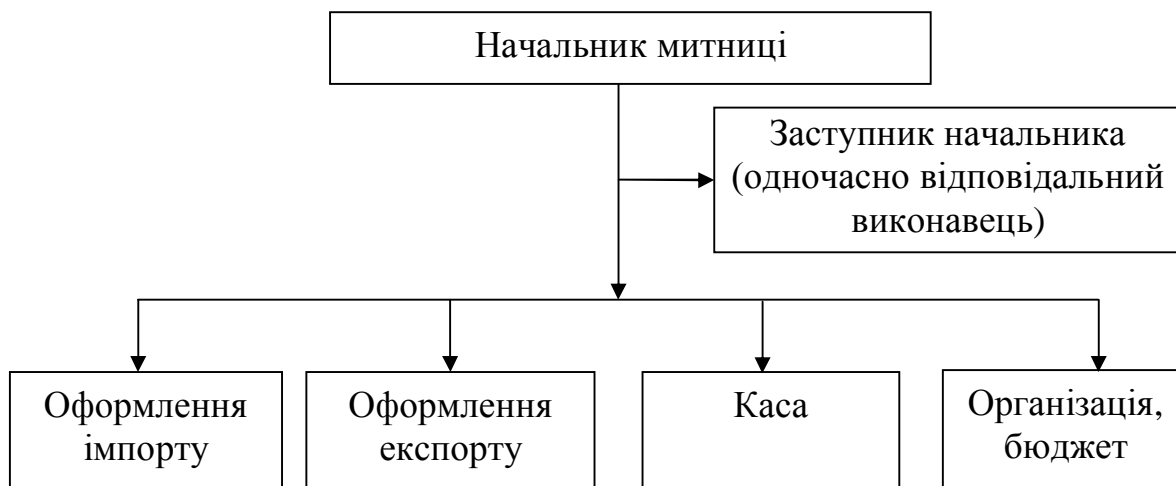 Начальник митниці
Заступник начальника
(одночасно відповідальний
виконавець)
Оформлення
імпорту
Оформлення
експорту
Каса
Організація,
бюджет